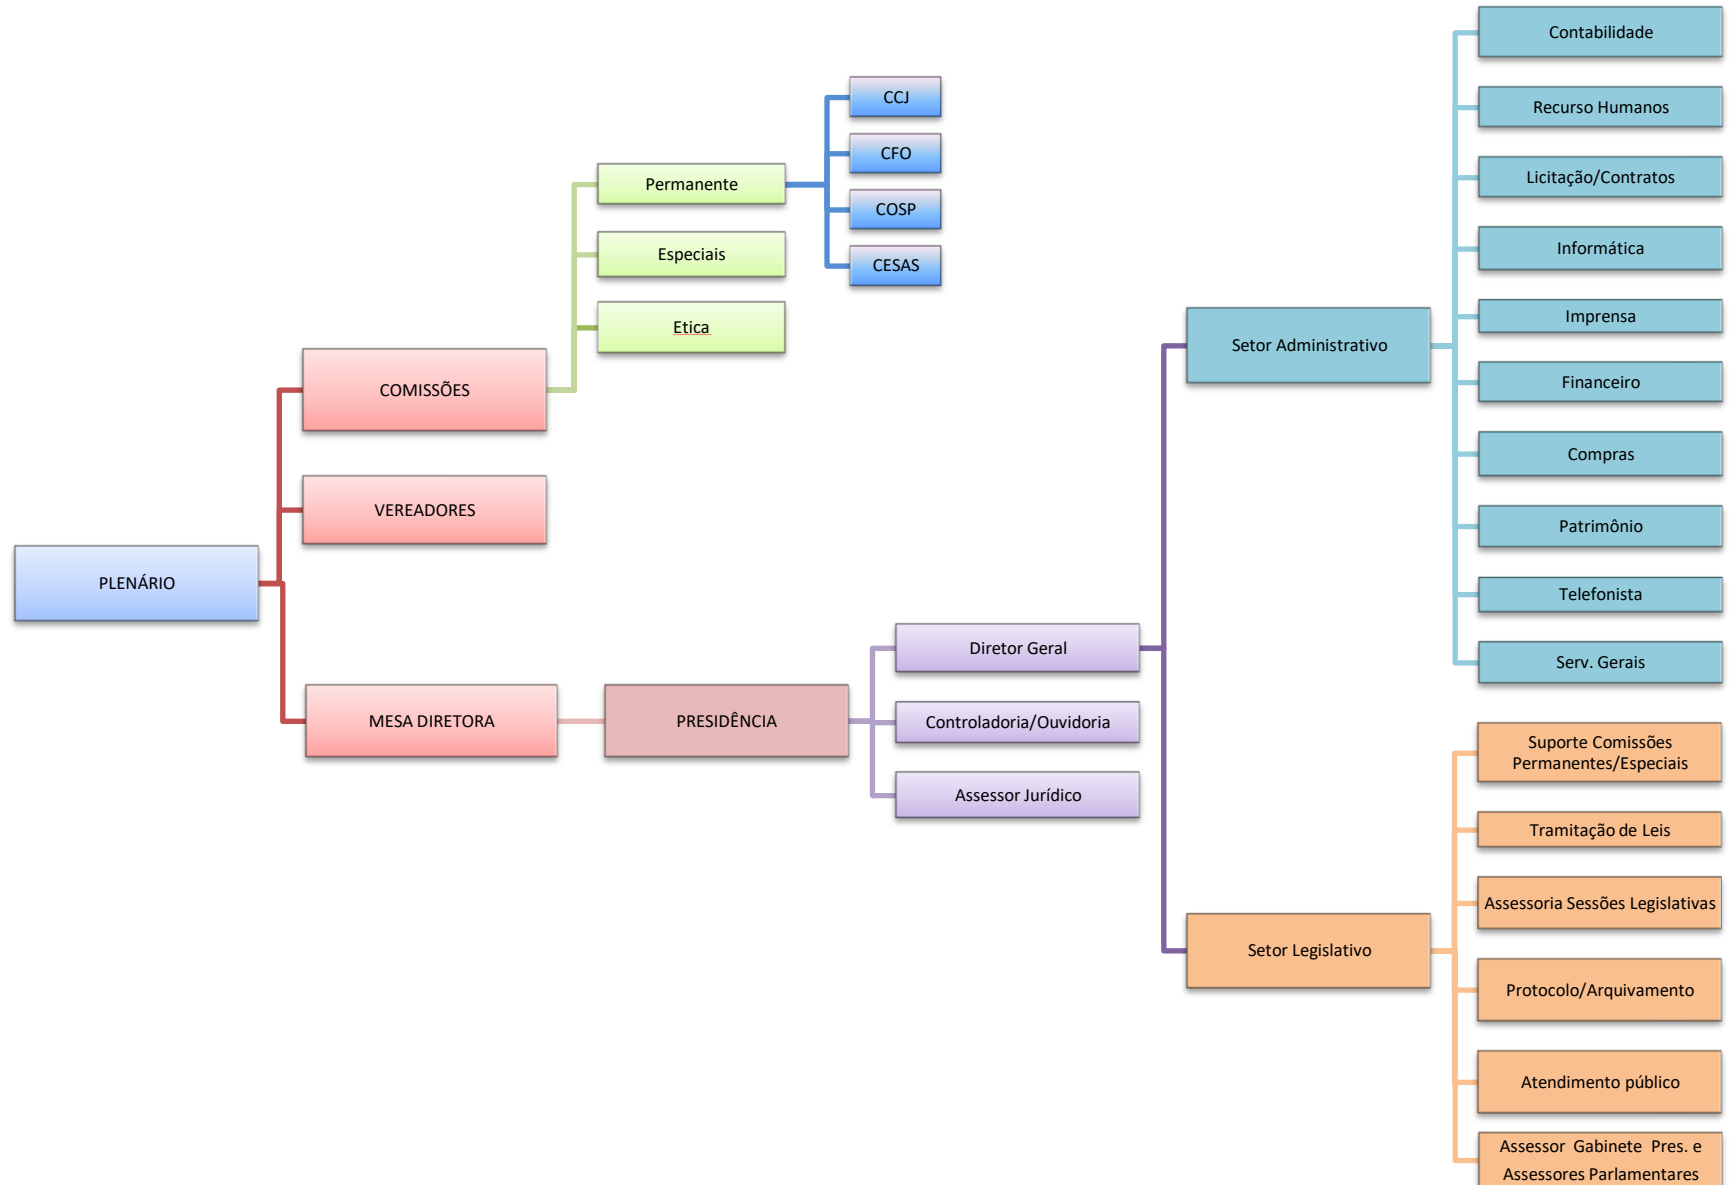 PLENÁRIO
COMISSÕES
VEREADORES
MESA DIRETORA
Permanente
Especiais
Etica
CCJ
CFO
COSP
CESAS
PRESIDÊNCIA
Diretor Geral
Controladoria/Ouvidoria
Assessor Jurídico
Setor Administrativo
Setor Legislativo
Contabilidade
Recurso Humanos
Licitação/Contratos
Informática
Imprensa
Financeiro
Compras
Patrimônio
Telefonista
Serv. Gerais
Suporte Comissões
Permanentes/Especiais
Tramitação de Leis
Assessoria Sessões Legislativas
Protocolo/Arquivamento
Atendimento público
Assessor Gabinete Pres. e
Assessores Parlamentares